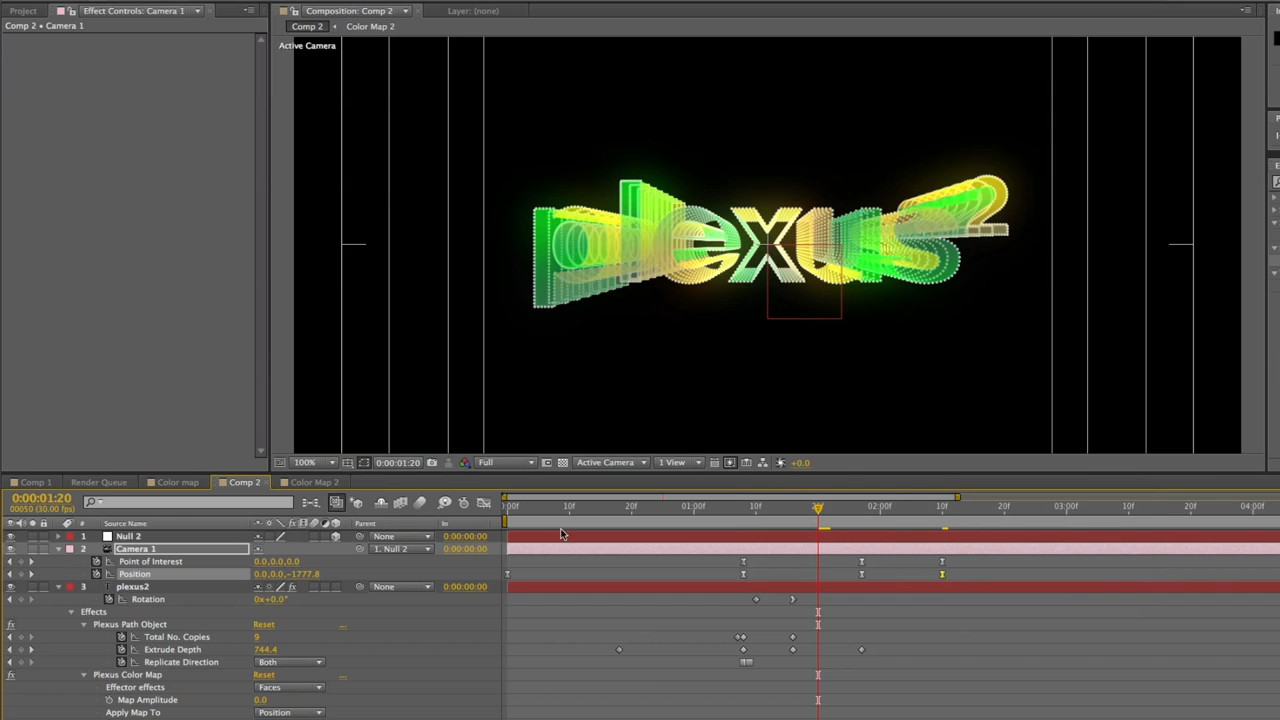 Project
Effect Controls: Camera 1
Composition: Comp 2
Layer: (none)
Comp 2 • Camera 1
Comp 2
Color Map 2
Active Camera
plexus2
100%
0:00:01:20
Full
Active Camera
1 View
+0.0
Comp 1
Render Queue
Color map
Comp 2
Color Map 2
0:00:01:20
00050 (30.00 fps)
:00f
10f
01:00f
10f
02:00f
10f
20f
03:00f
10f
20f
04:00f
#
Source Name
fx
Parent
In
1
Null 2
None
0:00:00:00
2
Camera 1
1. Null 2
0:00:00:00
Point of Interest
0.0,0.0,0.0
Position
0.0,0.0,-1777.8
3
T
plexus2
fx
None
0:00:00:00
Rotation
0x+0.0°
Effects
fx
Plexus Path Object
Reset
...
Total No. Copies
9
Extrude Depth
744.4
Replicate Direction
Both
fx
Plexus Color Map
Reset
...
Effector effects
Faces
Map Amplitude
0.0
Apply Map To
Position